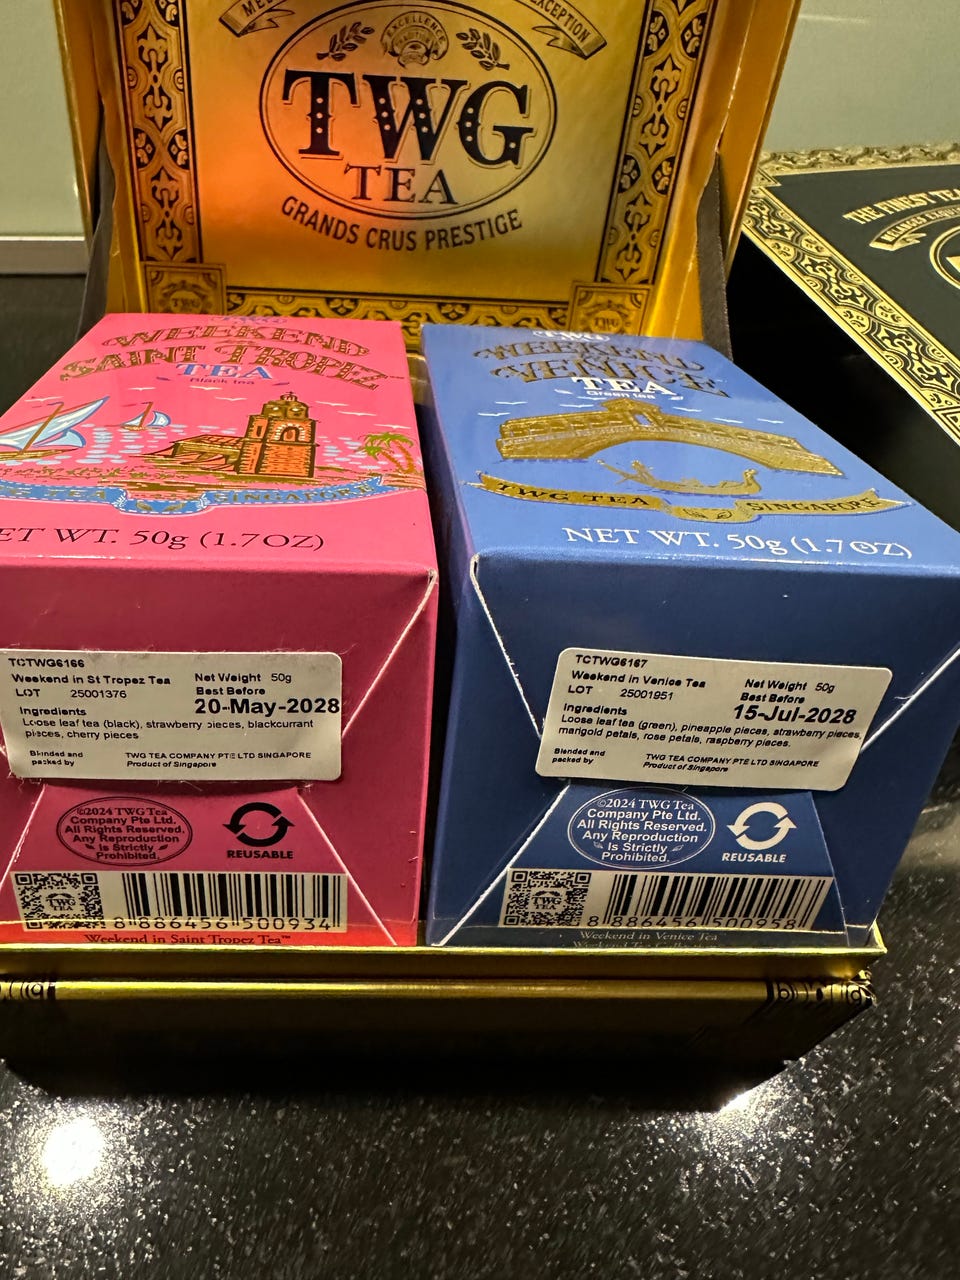 EXCEPTION
EXCELLENCE
TWG
TEA
GRANDS CRUS PRESTIGE
TWG
TWG
THE FINEST TEA
WEEKEND
SAINT TROPEZ
TEA
Black tea
TEA SINGAPORE
NET WT. 50g (1.7OZ)
TCTWG6166
Weekend in St Tropez Tea
Net Weight 50g
LOT 25001376
Best Before
20-May-2028
Ingredients
Loose leaf tea (black), strawberry pieces, blackcurrant
pieces, cherry pieces
Blended and
packed by
TWG TEA COMPANY PTE LTD SINGAPORE
Product of Singapore
©2024 TWG Tea
Company Pte Ltd.
All Rights Reserved.
Any Reproduction
Is Strictly
Prohibited.
REUSABLE
TWG
TEA
8 886456 500934
Weekend in Saint Tropez Tea™
TWG
WEEKEND
VENICE
TEA
Green tea
TWG TEA SINGAPORE
NET WT. 50g (1.7OZ)
TCTWG6167
Weekend in Venice Tea
Net Weight 50g
LOT 25001951
Best Before
15-Jul-2028
Ingredients
Loose leaf tea (green), pineapple pieces, strawberry pieces,
marigold petals, rose petals, raspberry pieces.
Blended and
packed by
TWG TEA COMPANY PTE LTD SINGAPORE
Product of Singapore
©2024 TWG Tea
Company Pte Ltd.
All Rights Reserved.
Any Reproduction
Is Strictly
Prohibited.
REUSABLE
TWG
TEA
8 886456 500958
Weekend in Venice Tea